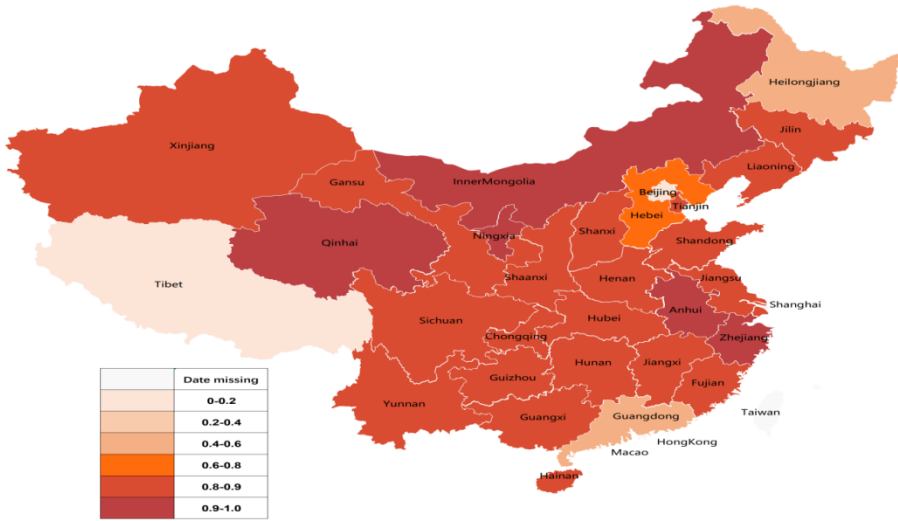 Heilongjiang
Jilin
Xinjiang
Liaoning
Gansu
InnerMongolia
Beijing
Tianjin
Hebei
Ningxia
Shanxi
Shandong
Qinhai
Shaanxi
Henan
Jiangsu
Tibet
Shanghai
Anhui
Sichuan
Hubei
Chongqing
Zhejiang
Hunan
Jiangxi
Guizhou
Fujian
Yunnan
Guangxi
Guangdong
Taiwan
HongKong
Macao
Hainan
Date missing
0-0.2
0.2-0.4
0.4-0.6
0.6-0.8
0.8-0.9
0.9-1.0